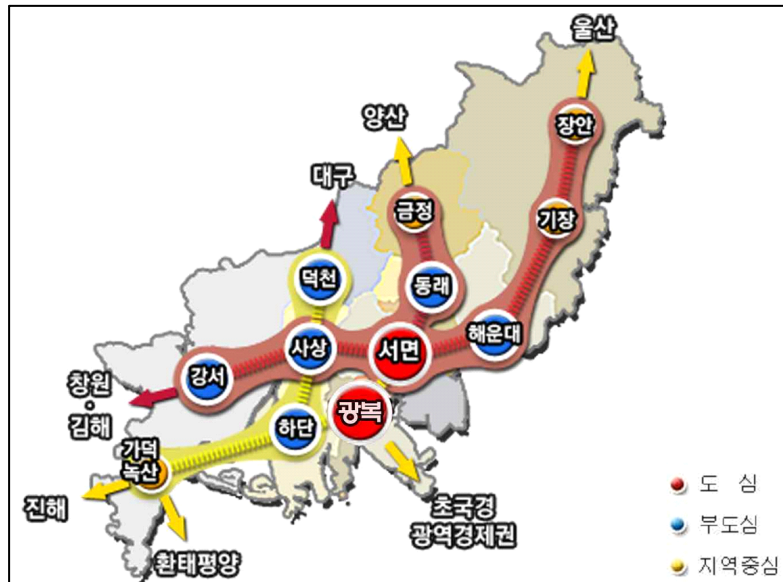 울산
장안
양산
대구
금정
기장
덕천
동래
해운대
서면
사상
강서
창원
·
김해
광복
하단
가덕
녹산
진해
환태평양
초국경
광역경제권
도 심
부도심
지역중심